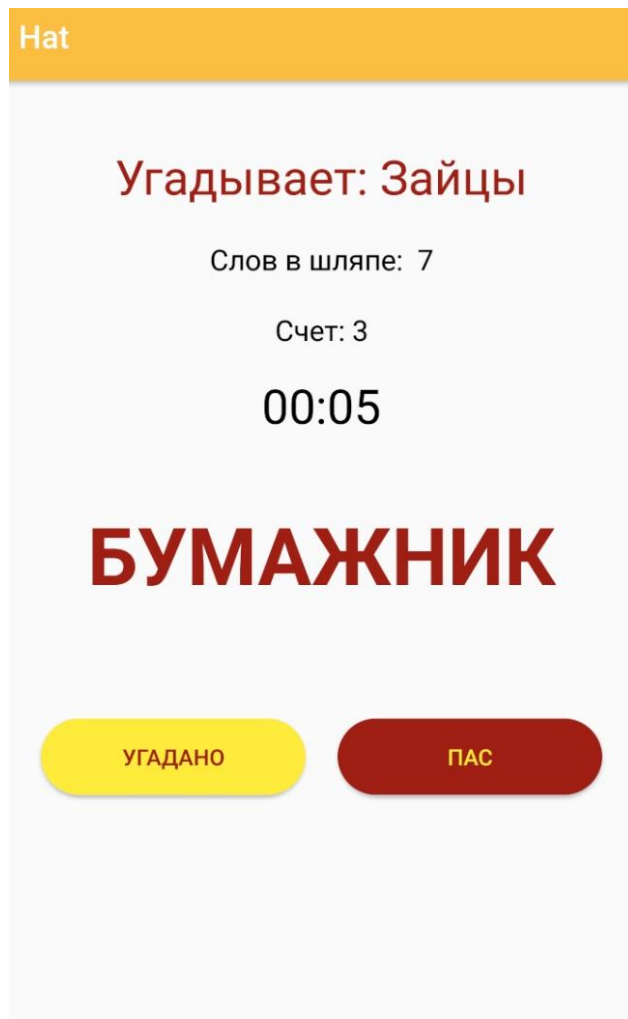 Hat
Угадывает: Зайцы
Слов в шляпе: 7
Счет: 3
00:05
БУМАЖНИК
УГАДАНО
ПАС